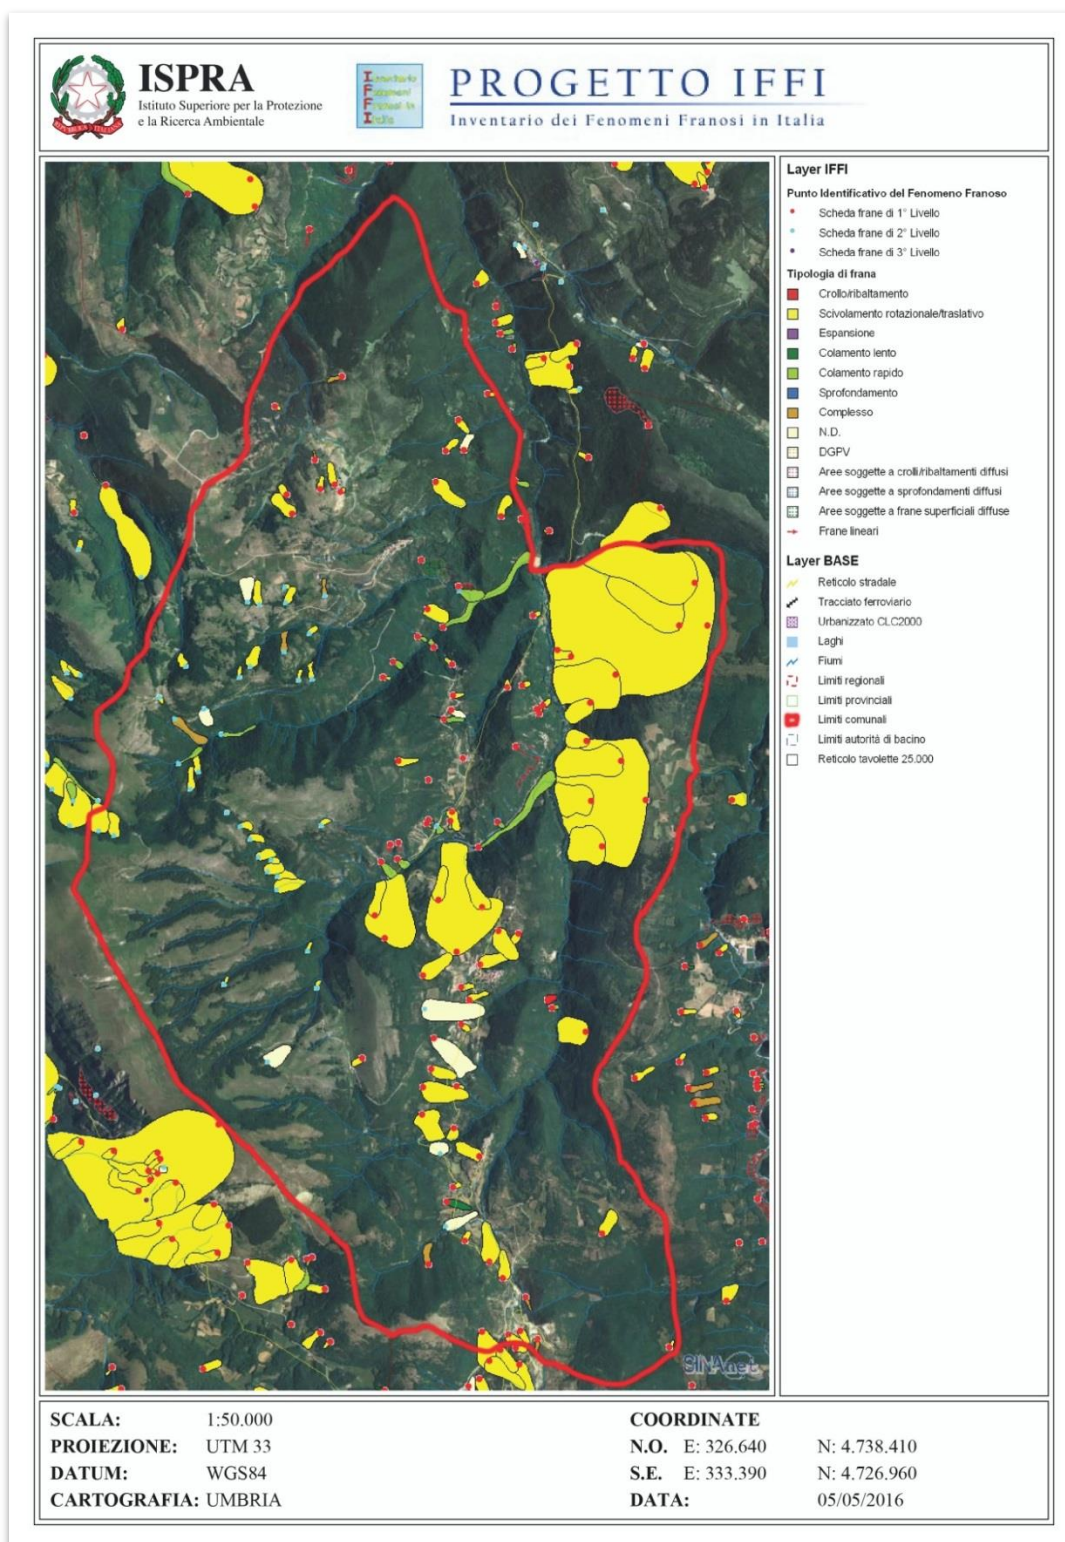 ISPRA
Istituto Superiore per la Protezione
e la Ricerca Ambientale
Inventario
Fenomeni
Franosi in
Italia
PROGETTO IFFI
Inventario dei Fenomeni Franosi in Italia
Layer IFFI
Punto Identificativo del Fenomeno Franoso
Scheda frane di 1° Livello
Scheda frane di 2° Livello
Scheda frane di 3° Livello
Tipologia di frana
Crollo/ribaltamento
Scivolamento rotazionale/traslativo
Espansione
Colamento lento
Colamento rapido
Sprofondamento
Complesso
N.D.
DGPV
Aree soggette a crolli/ribaltamenti diffusi
Aree soggette a sprofondamenti diffusi
Aree soggette a frane superficiali diffuse
Frane lineari
Layer BASE
Reticolo stradale
Tracciato ferroviario
Urbanizzato CLC2000
Laghi
Fiumi
Limiti regionali
Limiti provinciali
Limiti comunali
Limiti autorità di bacino
Reticolo tavolette 25.000
SINAnet
SCALA: 1:50.000
PROIEZIONE: UTM 33
DATUM: WGS84
CARTOGRAFIA: UMBRIA
COORDINATE
N.O. E: 326.640 N: 4.738.410
S.E. E: 333.390 N: 4.726.960
DATA: 05/05/2016